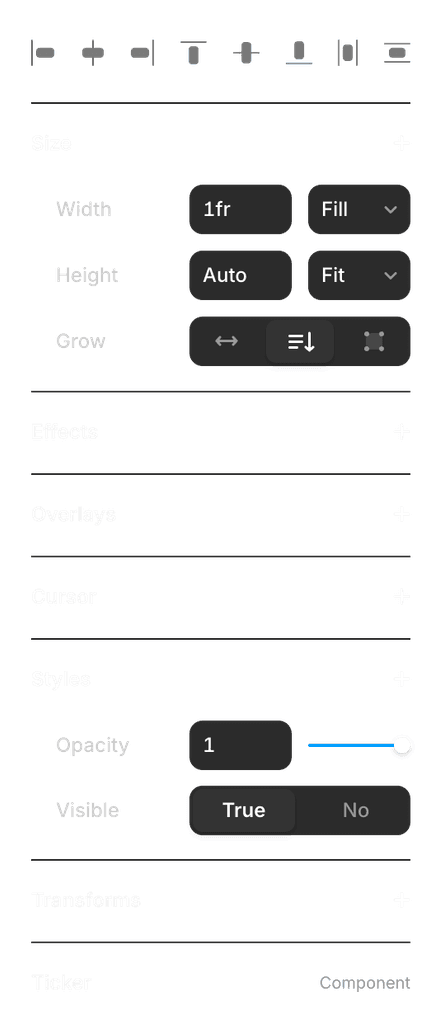 Size
Width 1fr Fill
Height Auto Fit
Grow
Effects
Overlays
Cursor
Styles
Opacity 1
Visible True No
Transforms
Ticker Component